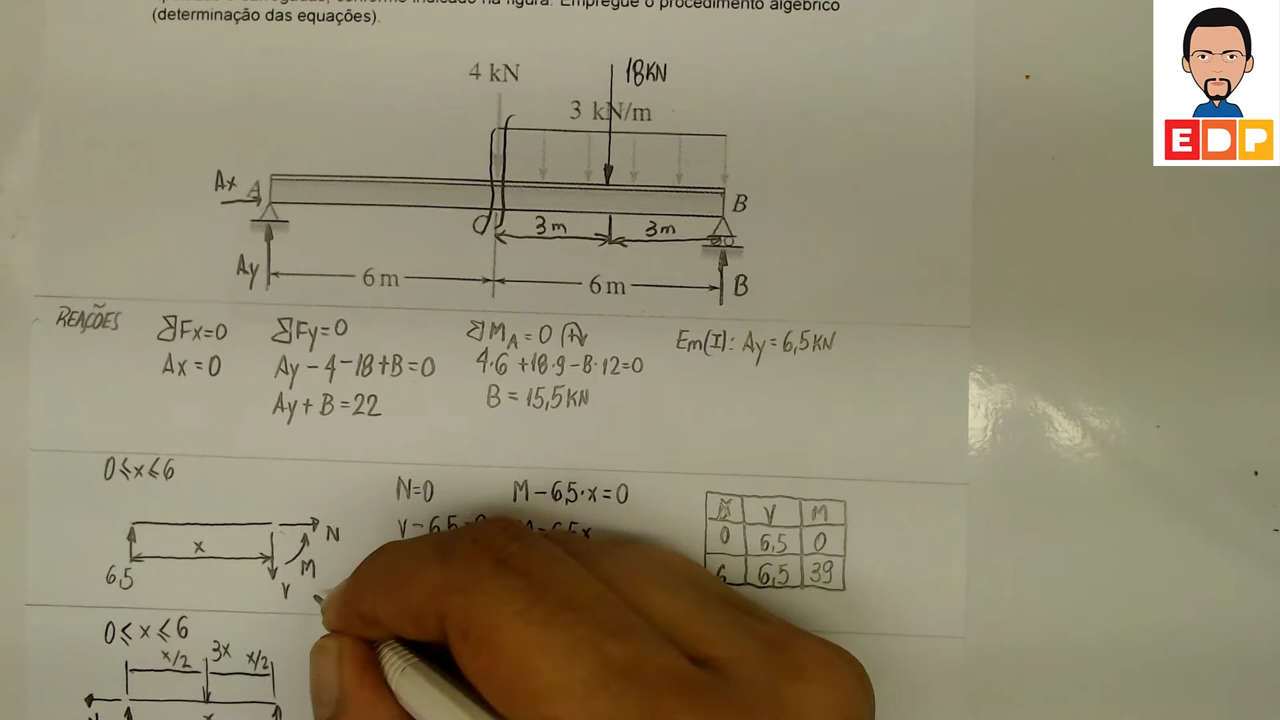 (determinação das equações).
4 kN
18KN
3 kN/m
Ax A
B
C
3m
3m
Ay
6 m
6 m
B
EDP
REAÇÕES
ΣFx=0
Ax=0
ΣFy=0
Ay-4-18+B=0
Ay+B=22
ΣM_A=0
4·6+18·9-B·12=0
B=15,5KN
Em(I): Ay=6,5KN
0≤x≤6
N
x
6,5
M
V
N=0
M-6,5·x=0
x V M
0 6,5 0
6 6,5 39
0≤x≤6
x/2 3x x/2